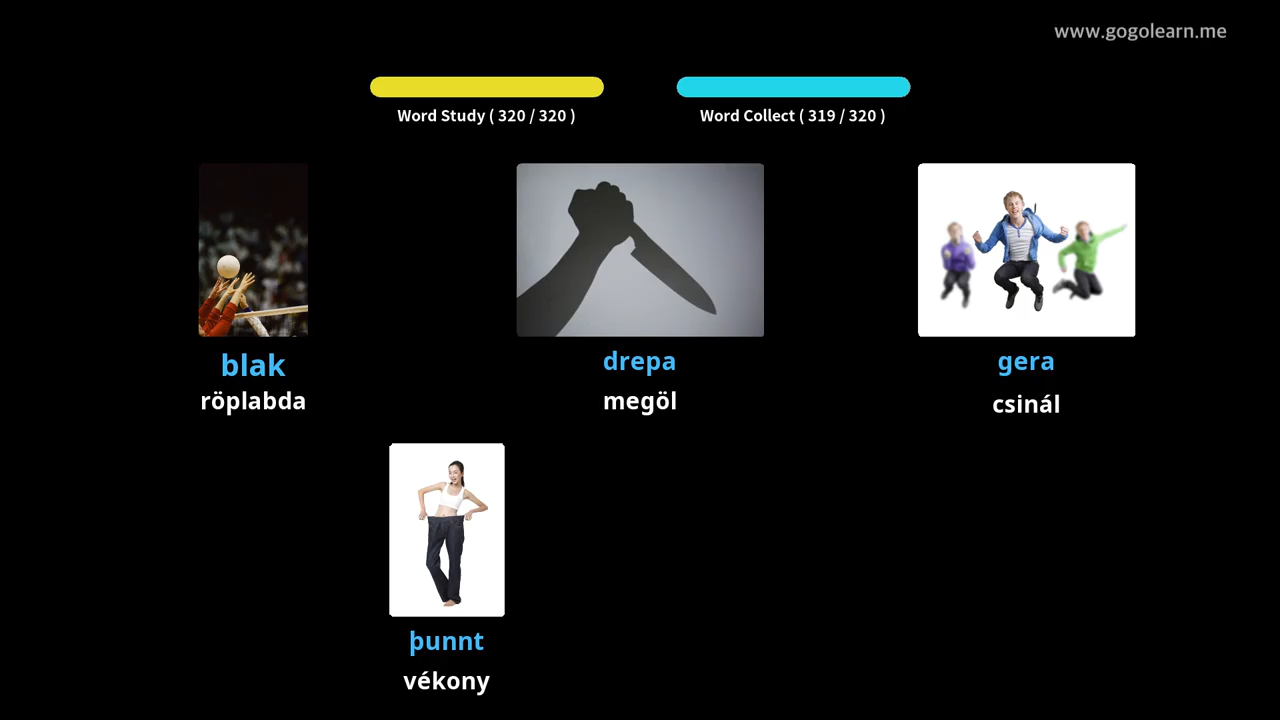 www.gogolearn.me
Word Study ( 320 / 320 )
Word Collect ( 319 / 320 )
blak
röplabda
drepa
megöl
gera
csinál
þunnt
vékony